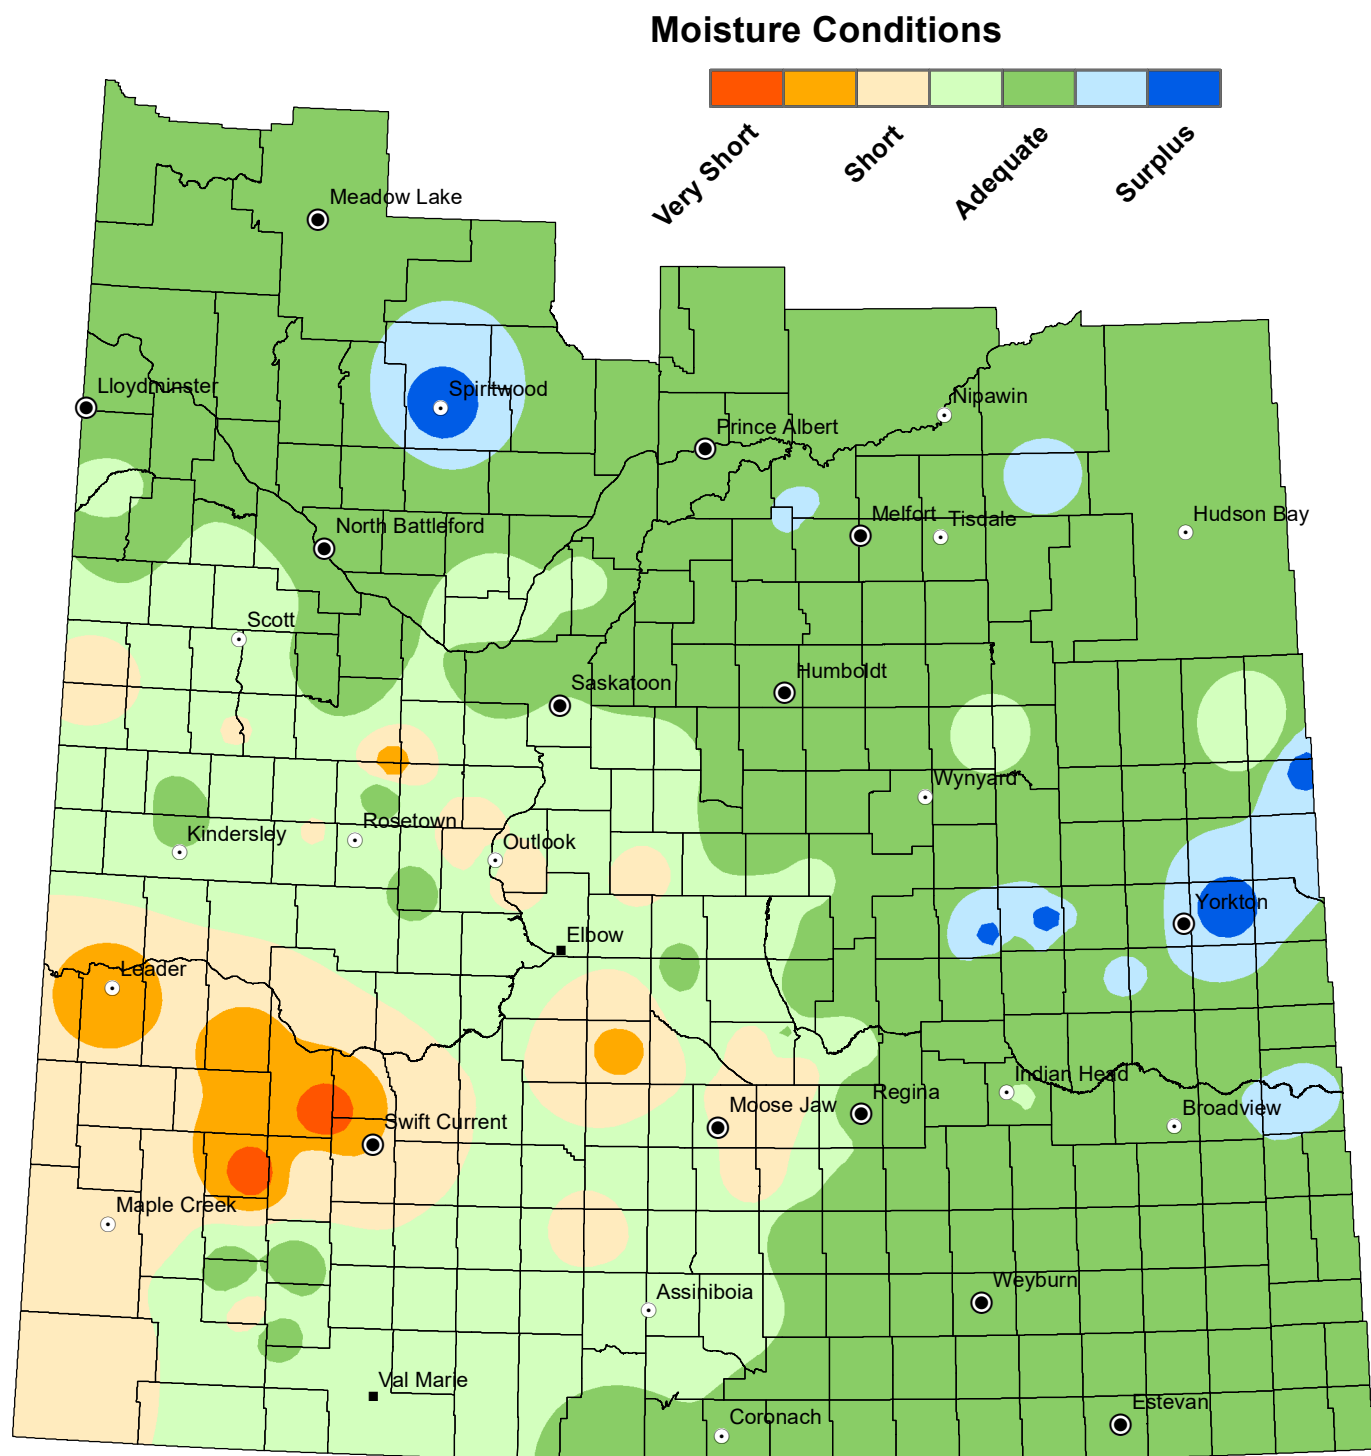 Moisture Conditions
Very Short
Short
Adequate
Surplus
Meadow Lake
Lloydminster
Spiritwood
Nipawin
Prince Albert
North Battleford
Melfort
Tisdale
Hudson Bay
Scott
Saskatoon
Humboldt
Wynyard
Kindersley
Rosetown
Outlook
Yorkton
Elbow
Leader
Indian Head
Regina
Moose Jaw
Broadview
Swift Current
Maple Creek
Weyburn
Assiniboia
Val Marie
Coronach
Estevan